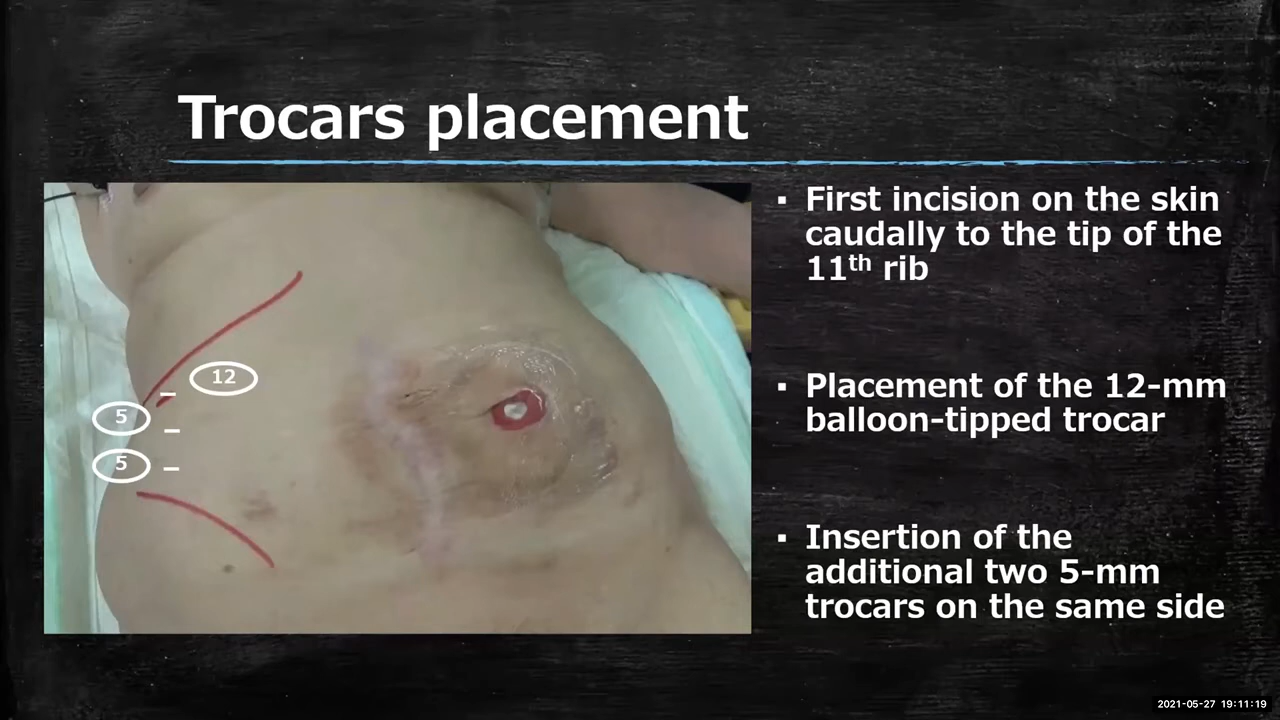 Trocars placement
12
5
5
▪ First incision on the skin
caudally to the tip of the
11th rib
▪ Placement of the 12-mm
balloon-tipped trocar
▪ Insertion of the
additional two 5-mm
trocars on the same side
2021-05-27 19:11:19